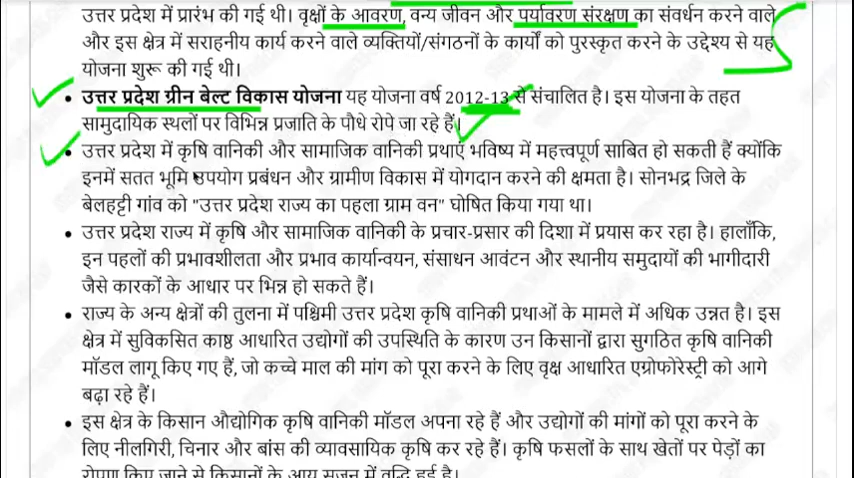 उत्तर प्रदेश में प्रारंभ की गई थी। वृक्षों के आवरण, वन्य जीवन और पर्यावरण संरक्षण का संवर्धन करने वाले
और इस क्षेत्र में सराहनीय कार्य करने वाले व्यक्तियों/संगठनों के कार्यों को पुरस्कृत करने के उद्देश्य से यह
योजना शुरू की गई थी।
• उत्तर प्रदेश ग्रीन बेल्ट विकास योजना यह योजना वर्ष 2012-13 से संचालित है। इस योजना के तहत
सामुदायिक स्थलों पर विभिन्न प्रजाति के पौधे रोपे जा रहे हैं।
• उत्तर प्रदेश में कृषि वानिकी और सामाजिक वानिकी प्रथाएं भविष्य में महत्त्वपूर्ण साबित हो सकती हैं क्योंकि
इनमें सतत भूमि उपयोग प्रबंधन और ग्रामीण विकास में योगदान करने की क्षमता है। सोनभद्र जिले के
बेलहट्टी गांव को "उत्तर प्रदेश राज्य का पहला ग्राम वन" घोषित किया गया था।
• उत्तर प्रदेश राज्य में कृषि और सामाजिक वानिकी के प्रचार-प्रसार की दिशा में प्रयास कर रहा है। हालाँकि,
इन पहलों की प्रभावशीलता और प्रभाव कार्यान्वयन, संसाधन आवंटन और स्थानीय समुदायों की भागीदारी
जैसे कारकों के आधार पर भिन्न हो सकते हैं।
• राज्य के अन्य क्षेत्रों की तुलना में पश्चिमी उत्तर प्रदेश कृषि वानिकी प्रथाओं के मामले में अधिक उन्नत है। इस
क्षेत्र में सुविकसित काष्ठ आधारित उद्योगों की उपस्थिति के कारण उन किसानों द्वारा सुगठित कृषि वानिकी
मॉडल लागू किए गए हैं, जो कच्चे माल की मांग को पूरा करने के लिए वृक्ष आधारित एग्रोफोरेस्ट्री को आगे
बढ़ा रहे हैं।
• इस क्षेत्र के किसान औद्योगिक कृषि वानिकी मॉडल अपना रहे हैं और उद्योगों की मांगों को पूरा करने के
लिए नीलगिरी, चिनार और बांस की व्यावसायिक कृषि कर रहे हैं। कृषि फसलों के साथ खेतों पर पेड़ों का
रोपण किए जाने से किसानों के आय सृजन में वृद्धि हुई है।